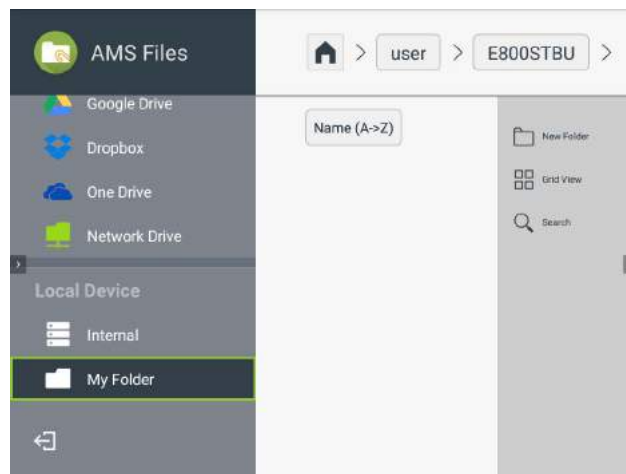 AMS Files
> user > E800STBU >
Google Drive
Dropbox
One Drive
Network Drive
Local Device
Internal
My Folder
Name (A->Z)
New Folder
Grid View
Search